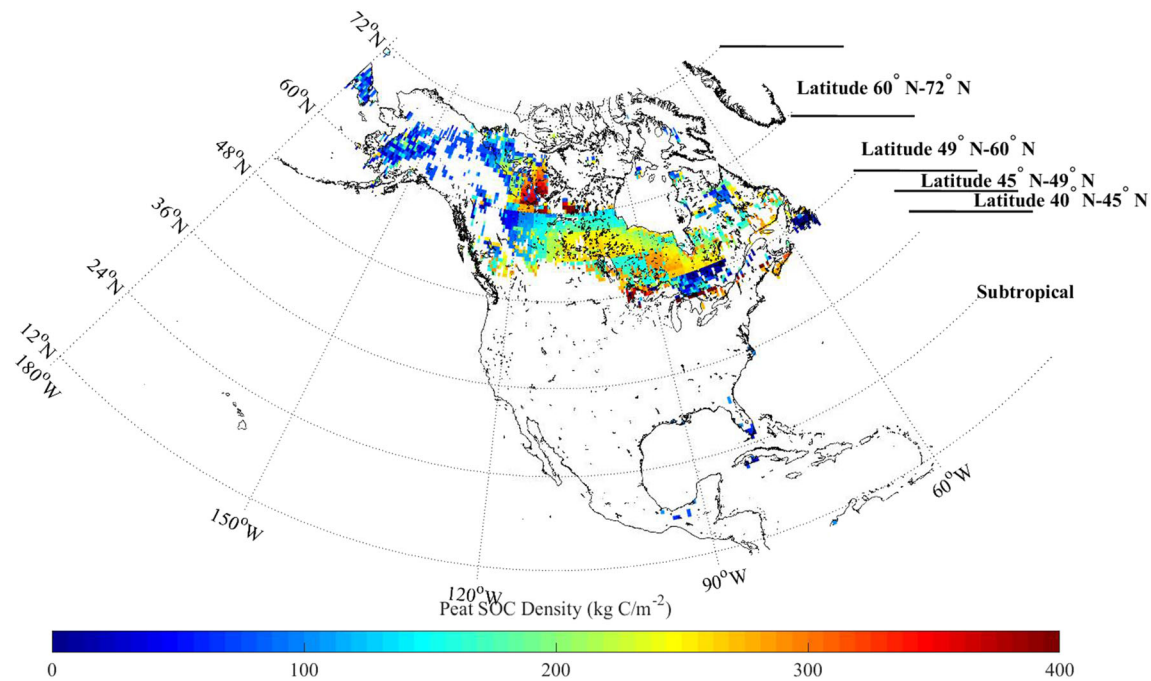 72°N
60°N
48°N
36°N
24°N
12°N
180°W
150°W
120°W
90°W
60°W
Latitude 60° N-72° N
Latitude 49° N-60° N
Latitude 45° N-49° N
Latitude 40° N-45° N
Subtropical
Peat SOC Density (kg C/m⁻²)
0 100 200 300 400